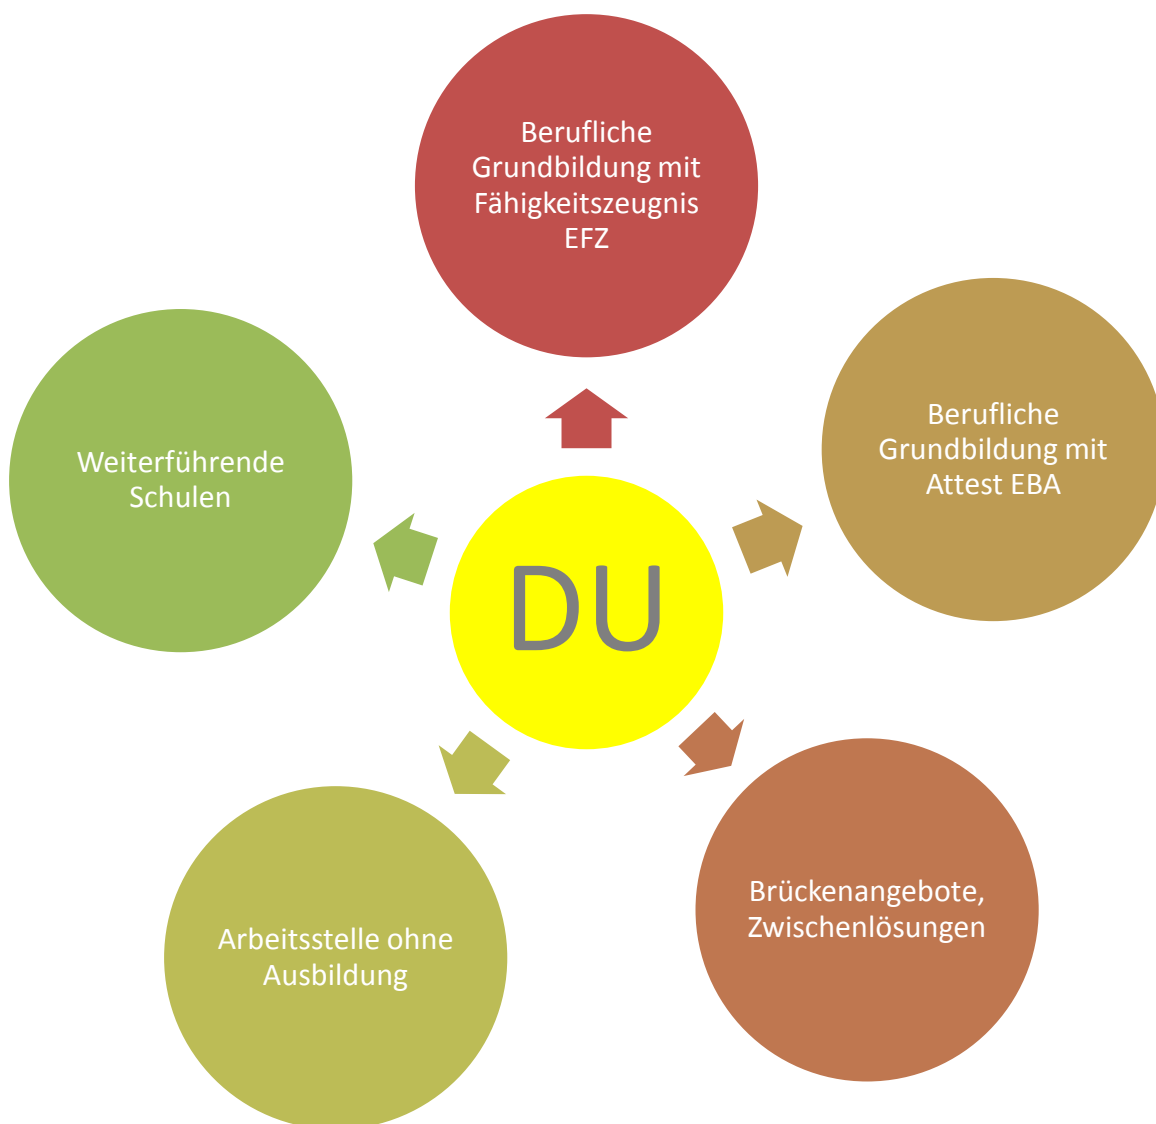 Berufliche
Grundbildung mit
Fähigkeitszeugnis
EFZ
Berufliche
Grundbildung mit
Attest EBA
Weiterführende
Schulen
DU
Brückenangebote,
Zwischenlösungen
Arbeitsstelle ohne
Ausbildung